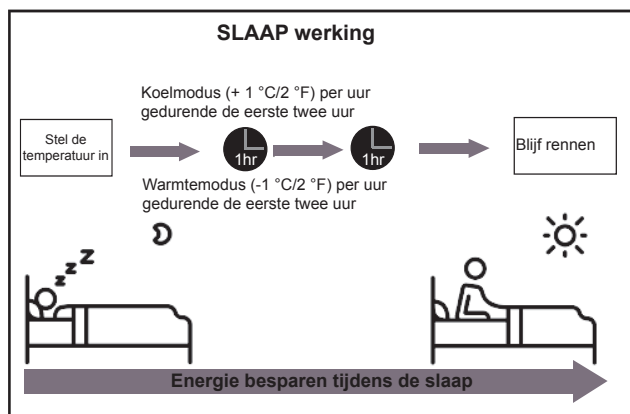 SLAAP werking
Koelmodus (+ 1 °C/2 °F) per uur
gedurende de eerste twee uur
Stel de
temperatuur in
1hr
1hr
Blijf rennen
Warmtemodus (-1 °C/2 °F) per uur
gedurende de eerste twee uur
z z z Z
Energie besparen tijdens de slaap